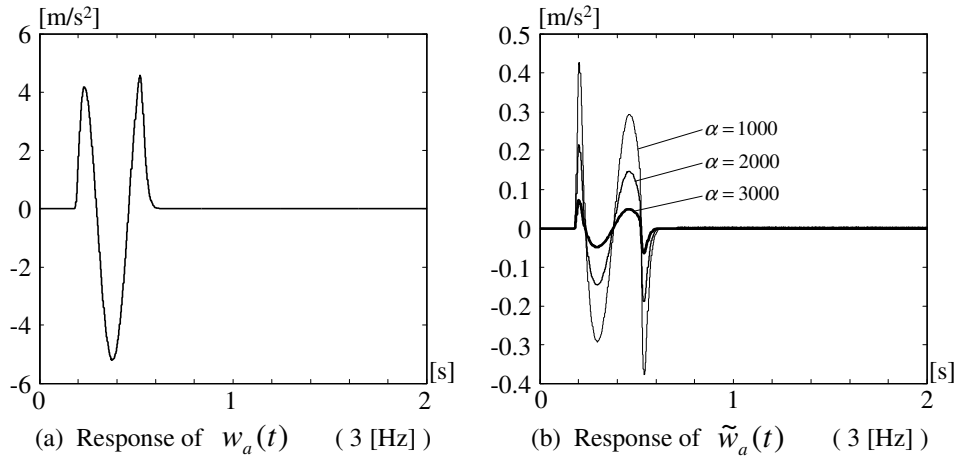 [m/s²]
6
4
2
0
-2
-4
-6
[s]
0
1
2
(a) Response of wₐ(t) ( 3 [Hz] )
[m/s²]
0.5
0.4
0.3
0.2
0.1
0
-0.1
-0.2
-0.3
-0.4
α = 1000
α = 2000
α = 3000
[s]
0
1
2
(b) Response of w̃ₐ(t) ( 3 [Hz] )